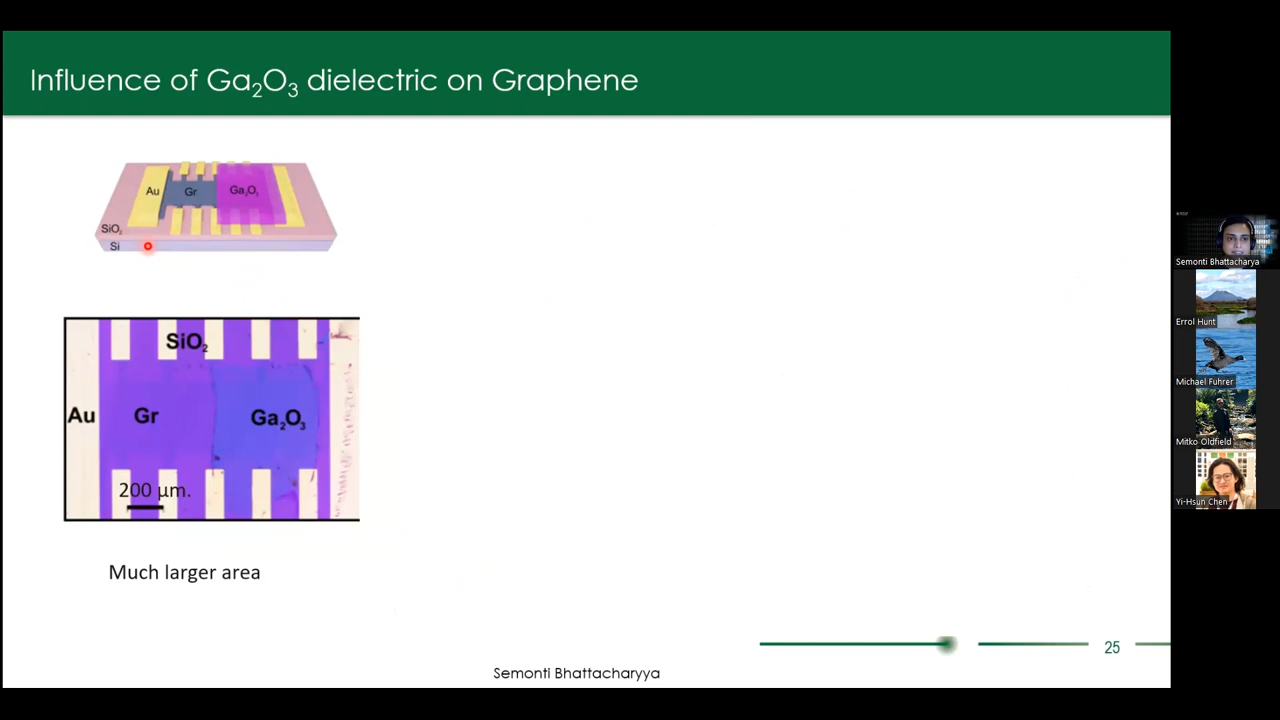 Influence of Ga₂O₃ dielectric on Graphene
Au
Gr
Ga₂O₃
SiO₂
Si
SiO₂
Au
Gr
Ga₂O₃
200 µm.
Much larger area
25
Semonti Bhattacharyya
Semonti Bhattacharya
Errol Hunt
Michael Fuhrer
Mitko Oldfield
Yi-Hsun Chen